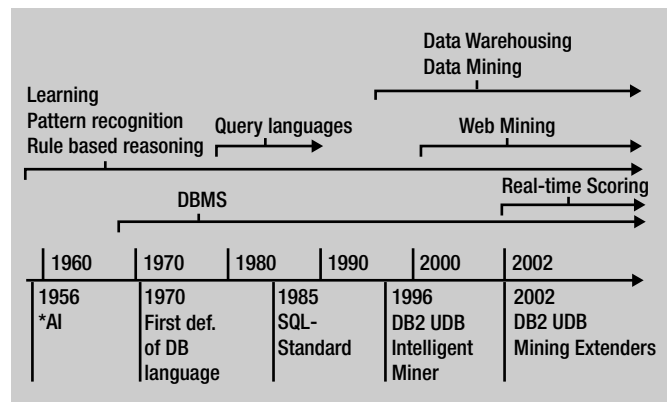 Data Warehousing
Data Mining
Learning
Pattern recognition
Rule based reasoning
Query languages
Web Mining
DBMS
Real-time Scoring
1960
1970
1980
1990
2000
2002
1956
*AI
1970
First def.
of DB
language
1985
SQL-
Standard
1996
DB2 UDB
Intelligent
Miner
2002
DB2 UDB
Mining Extenders